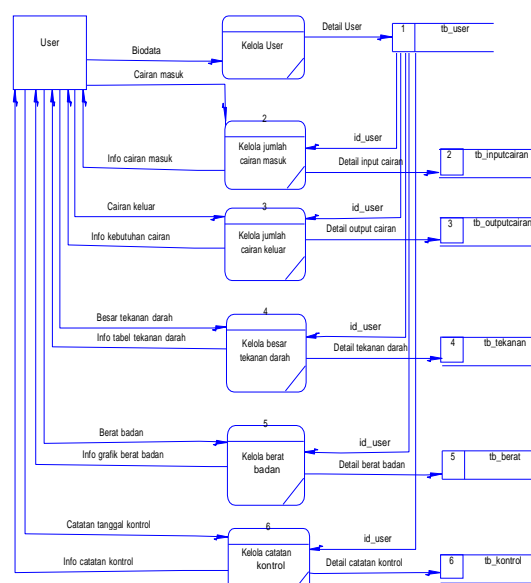 User
Biodata
Cairan masuk
Kelola User
Detail User
1
tb_user
2
Kelola jumlah
cairan masuk
id_user
Info cairan masuk
Detail input cairan
2
tb_inputcairan
3
Cairan keluar
Kelola jumlah
cairan keluar
id_user
Info kebutuhan cairan
Detail output cairan
3
tb_outputcairan
4
Besar tekanan darah
Info tabel tekanan darah
Kelola besar
tekanan darah
id_user
Detail tekanan darah
4
tb_tekanan
5
Berat badan
Info grafik berat badan
Kelola berat
badan
id_user
Detail berat badan
5
tb_berat
6
Catatan tanggal kontrol
Info catatan kontrol
Kelola catatan
kontrol
id_user
Detail catatan kontrol
6
tb_kontrol